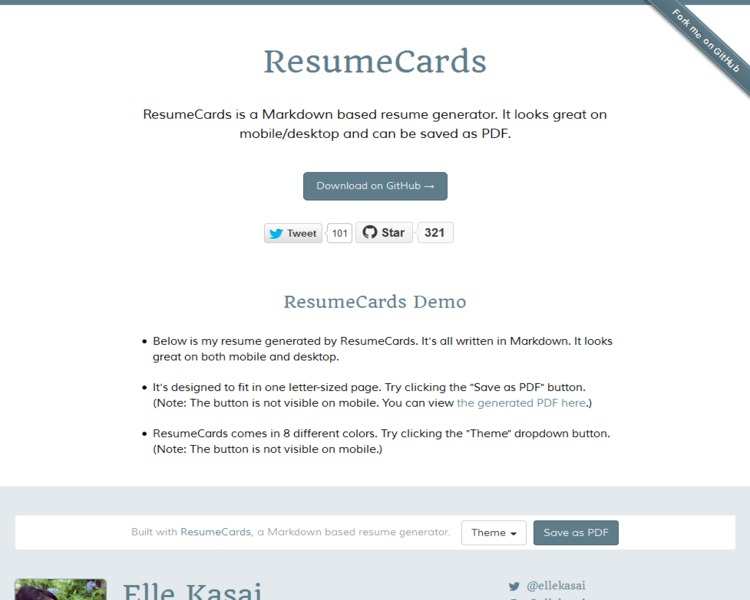 Fork me on GitHub
ResumeCards
ResumeCards is a Markdown based resume generator. It looks great on
mobile/desktop and can be saved as PDF.
Download on GitHub →
Tweet 101 Star 321
ResumeCards Demo
• Below is my resume generated by ResumeCards. It's all written in Markdown. It looks
great on both mobile and desktop.
• It's designed to fit in one letter-sized page. Try clicking the "Save as PDF" button.
(Note: The button is not visible on mobile. You can view the generated PDF here.)
• ResumeCards comes in 8 different colors. Try clicking the "Theme" dropdown button.
(Note: The button is not visible on mobile.)
Built with ResumeCards, a Markdown based resume generator. Theme Save as PDF
Elle Kasai
@ellekasai